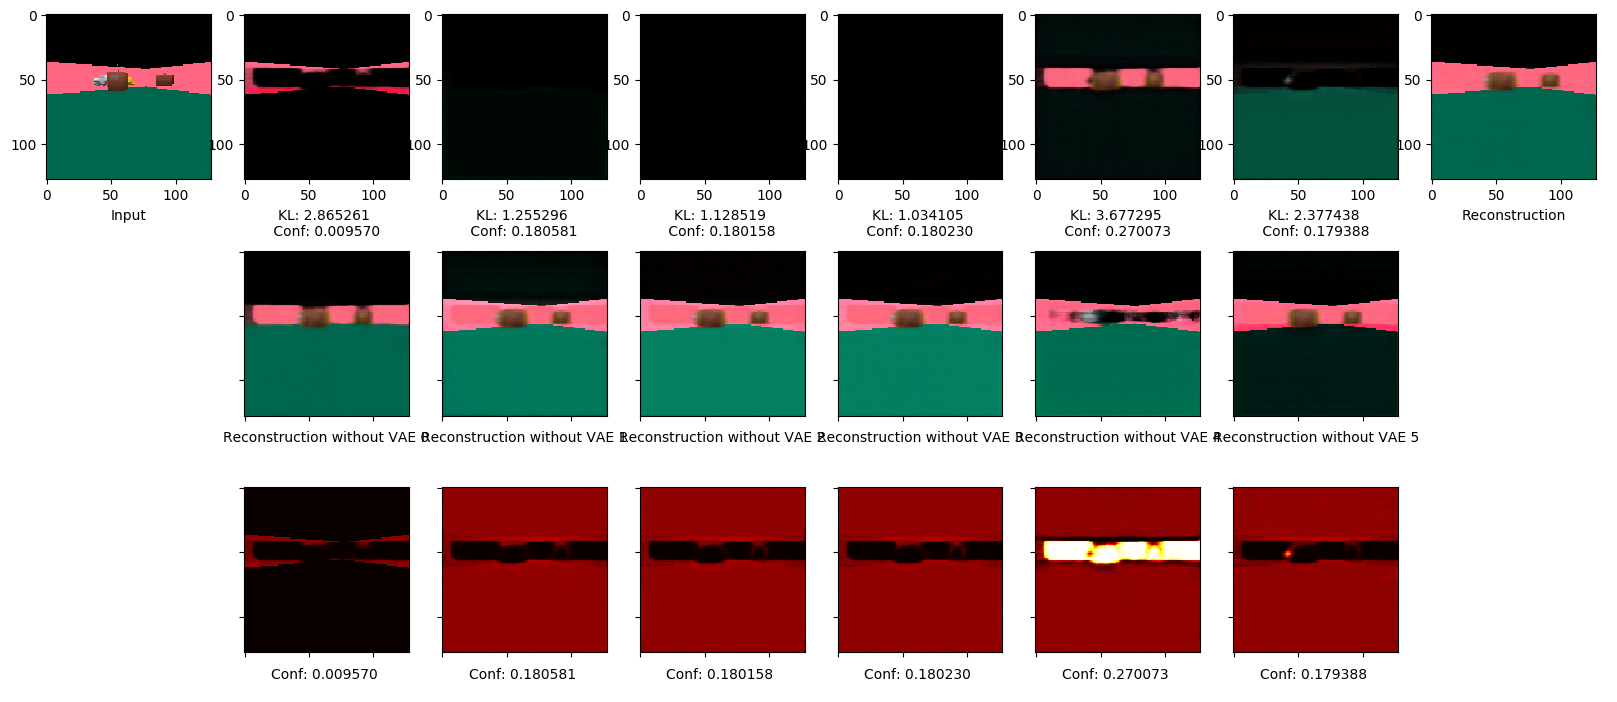 0
0
0
0
0
0
0
50
50
50
50
50
50
50
100
100
100
100
100
100
100
0 50 100
0 50 100
0 50 100
0 50 100
0 50 100
0 50 100
0 50 100
0 50 100
Input
KL: 2.865261
Conf: 0.009570
KL: 1.255296
Conf: 0.180581
KL: 1.128519
Conf: 0.180158
KL: 1.034105
Conf: 0.180230
KL: 3.677295
Conf: 0.270073
KL: 2.377438
Conf: 0.179388
Reconstruction
Reconstruction without VAE 0
Reconstruction without VAE 1
Reconstruction without VAE 2
Reconstruction without VAE 3
Reconstruction without VAE 4
Reconstruction without VAE 5
Conf: 0.009570
Conf: 0.180581
Conf: 0.180158
Conf: 0.180230
Conf: 0.270073
Conf: 0.179388